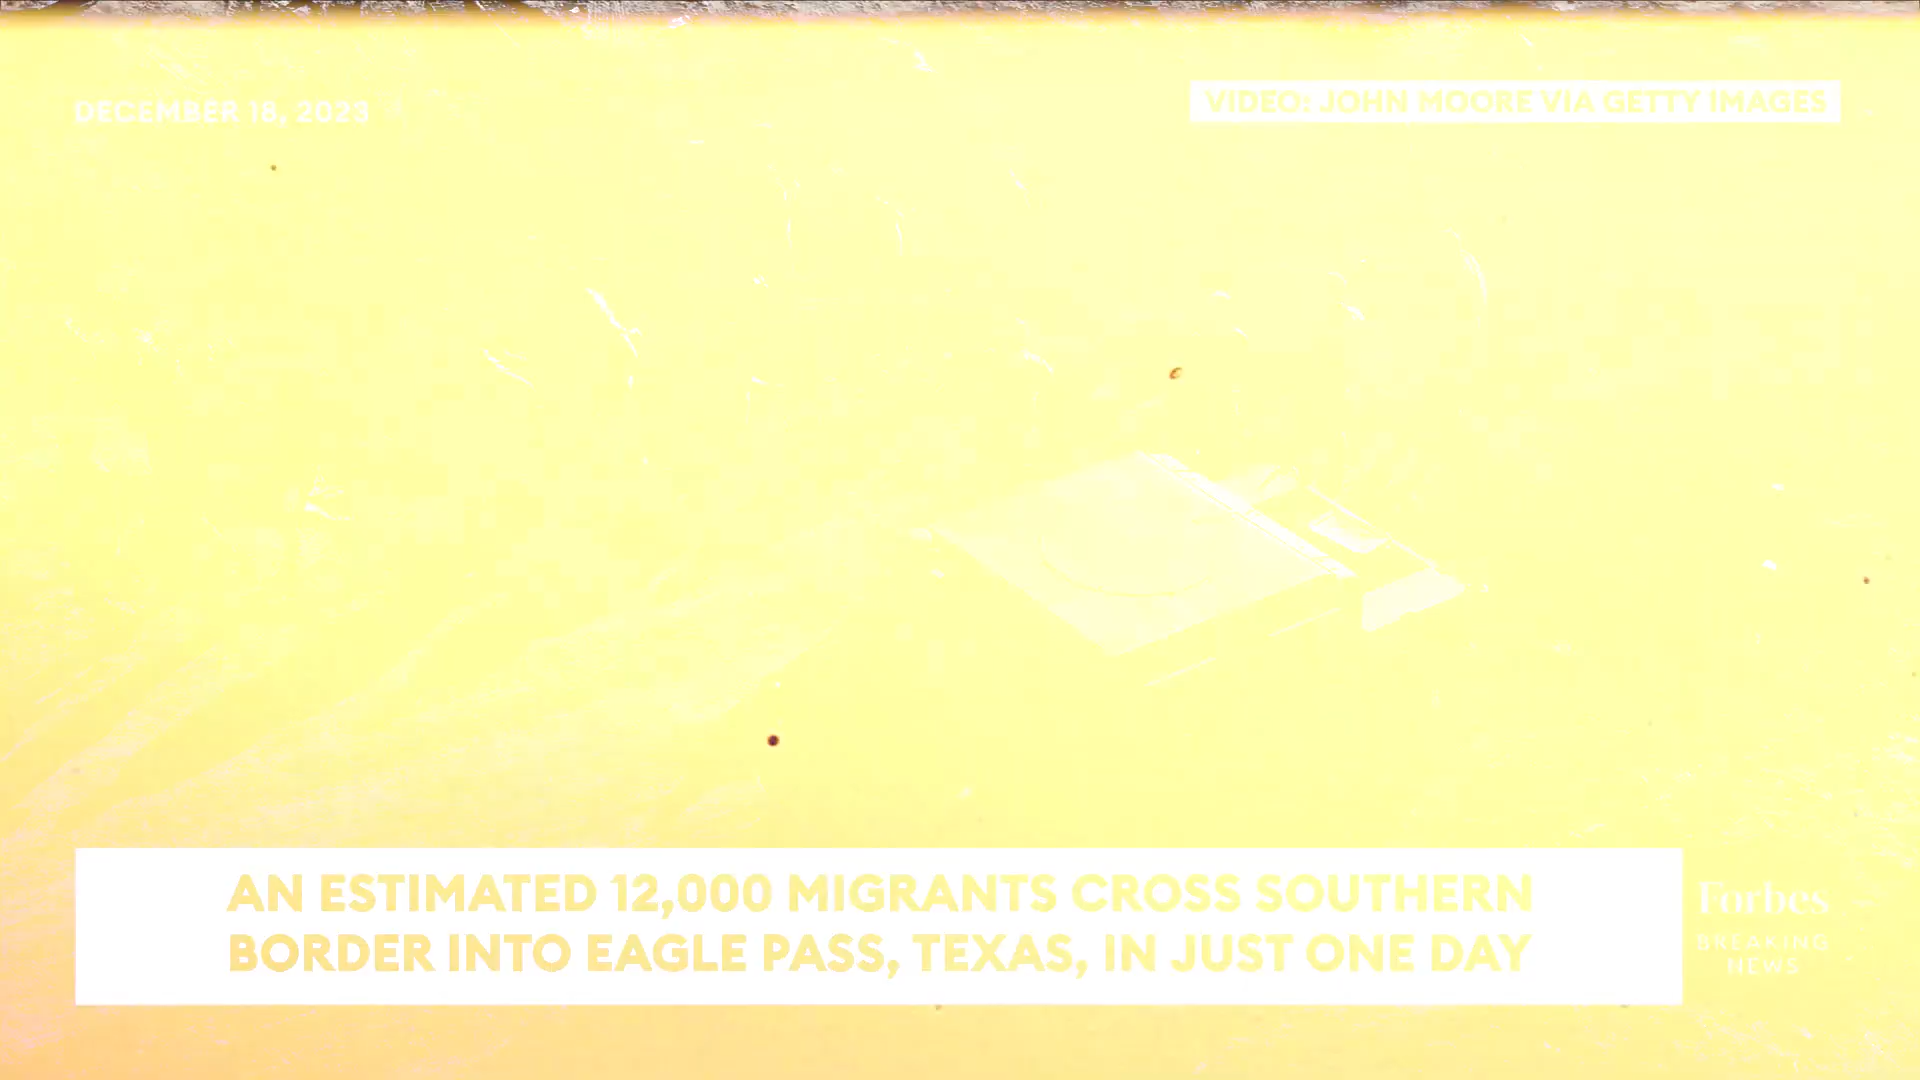 DECEMBER 18, 2023
VIDEO: JOHN MOORE VIA GETTY IMAGES
AN ESTIMATED 12,000 MIGRANTS CROSS SOUTHERN
BORDER INTO EAGLE PASS, TEXAS, IN JUST ONE DAY
Forbes
BREAKING
NEWS